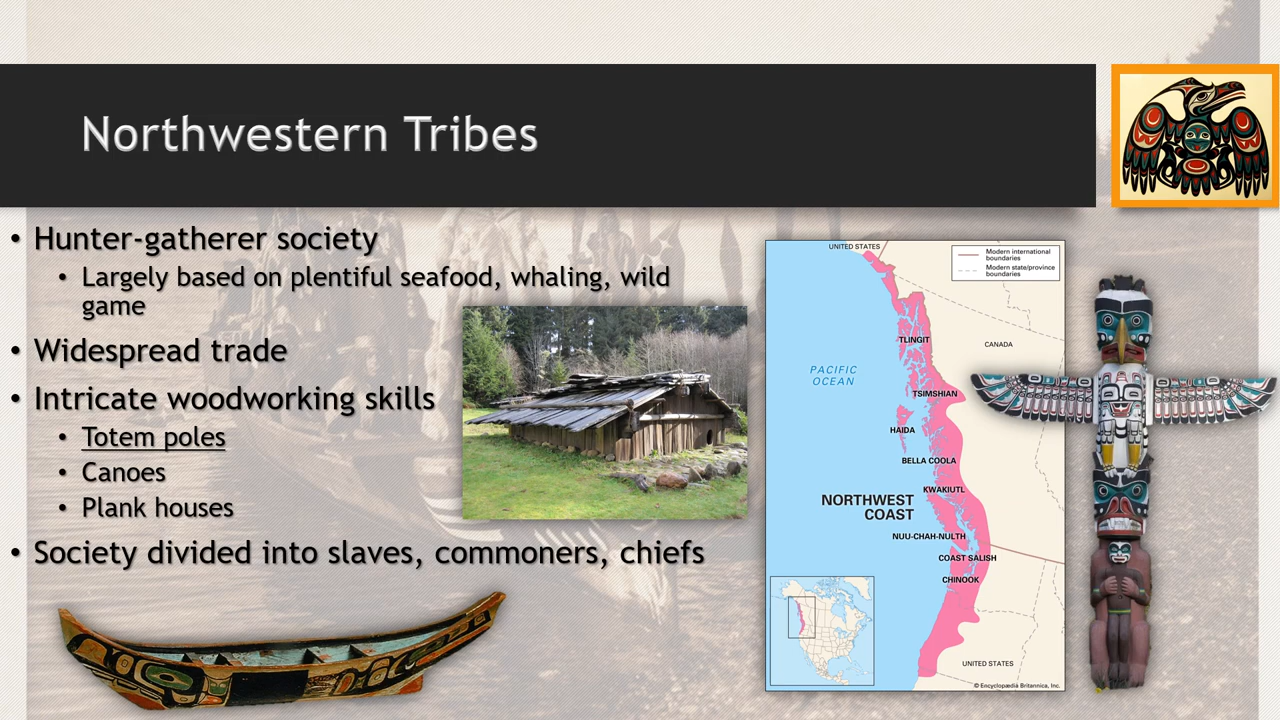 Northwestern Tribes
• Hunter-gatherer society
• Largely based on plentiful seafood, whaling, wild
game
• Widespread trade
• Intricate woodworking skills
• Totem poles
• Canoes
• Plank houses
• Society divided into slaves, commoners, chiefs
UNITED STATES
Modern international
boundaries
Modern state/province
boundaries
TLINGIT
CANADA
PACIFIC
OCEAN
TSIMSHIAN
HAIDA
BELLA COOLA
KWAKIUTL
NORTHWEST
COAST
NUU-CHAH-NULTH
COAST SALISH
CHINOOK
UNITED STATES
© Encyclopædia Britannica, Inc.